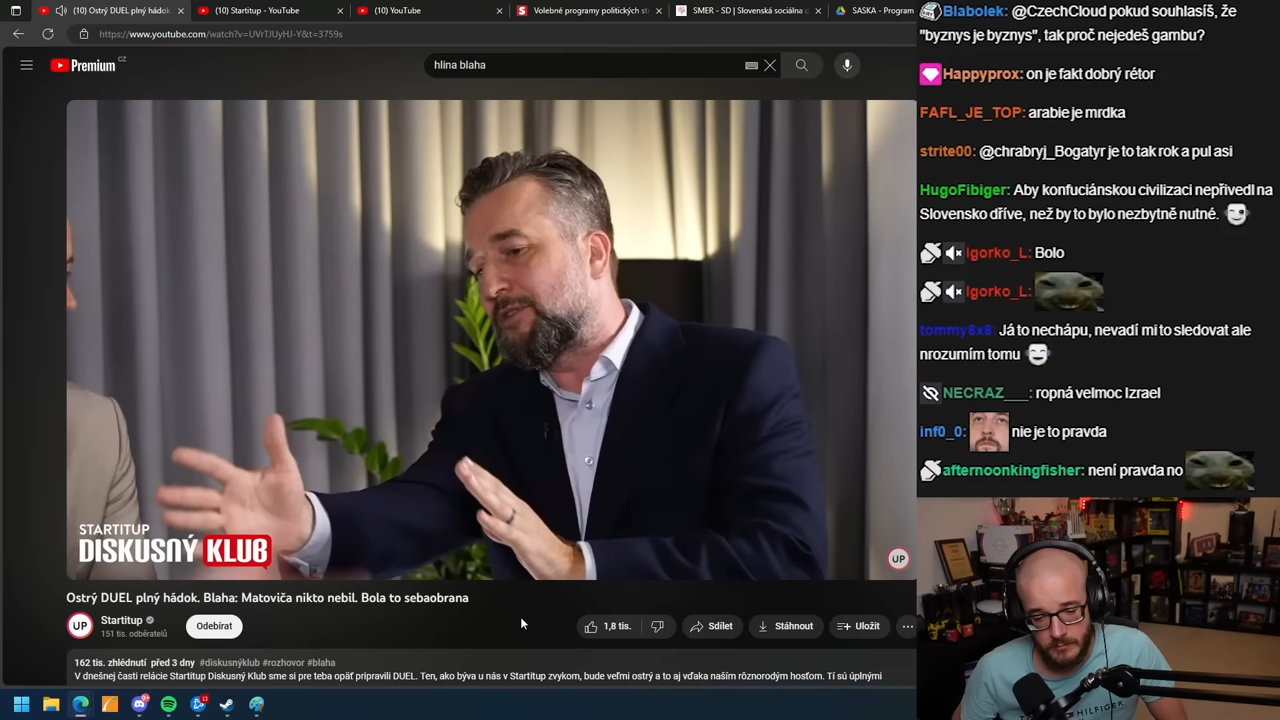 (10) Ostrý DUEL plný hádok.
(10) Startitup - YouTube
(10) YouTube
Volebné programy politických st
SMER - SD | Slovenská sociálna d
SASKA - Program
https://www.youtube.com/watch?v=UVrTJUyHJ-Y&t=3759s
Premium CZ
hlina blaha
STARTITUP
DISKUSNÝ KLUB
UP
Ostrý DUEL plný hádok. Blaha: Matoviča nikto nebil. Bola to sebaobrana
UP
Startitup
151 tis. odběratelů
Odebírat
1,8 tis.
Sdílet
Stáhnout
Uložit
162 tis. zhlédnutí před 3 dny #diskusnýklub #rozhovor #blaha
V dnešnej časti relácie Startitup Diskusný Klub sme si pre teba opäť pripravili DUEL. Ten, ako býva u nás v Startitup zvykom, bude veľmi ostrý a to aj vďaka naším rôznorodým hosťom. Tí sú úplnými
Blabolek: @CzechCloud pokud souhlasíš, že
"byznys je byznys", tak proč nejedeš gambu?
Happyprox: on je fakt dobrý rétor
FAFL_JE_TOP: arabie je mrdka
strite00: @chrabryj_Bogatyr je to tak rok a pul asi
HugoFibiger: Aby konfuciánskou civilizaci nepřivedl na
Slovensko dříve, než by to bylo nezbytně nutné.
igorko_L: Bolo
igorko_L:
tommy8x8: Já to nechápu, nevadí mi to sledovat ale
nrozumím tomu
NECRAZ___: ropná velmoc Izrael
inf0_0: nie je to pravda
afternoonkingfisher: není pravda no
HILFIGER